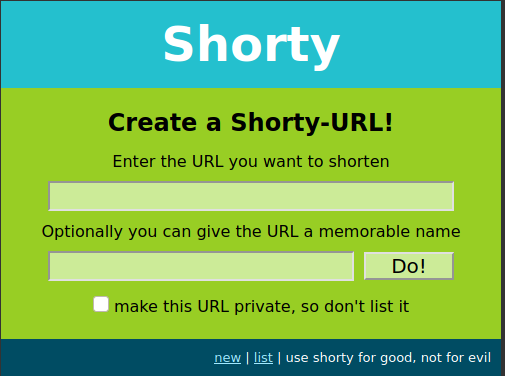 Shorty
Create a Shorty-URL!
Enter the URL you want to shorten
Optionally you can give the URL a memorable name
Do!
make this URL private, so don't list it
new | list | use shorty for good, not for evil